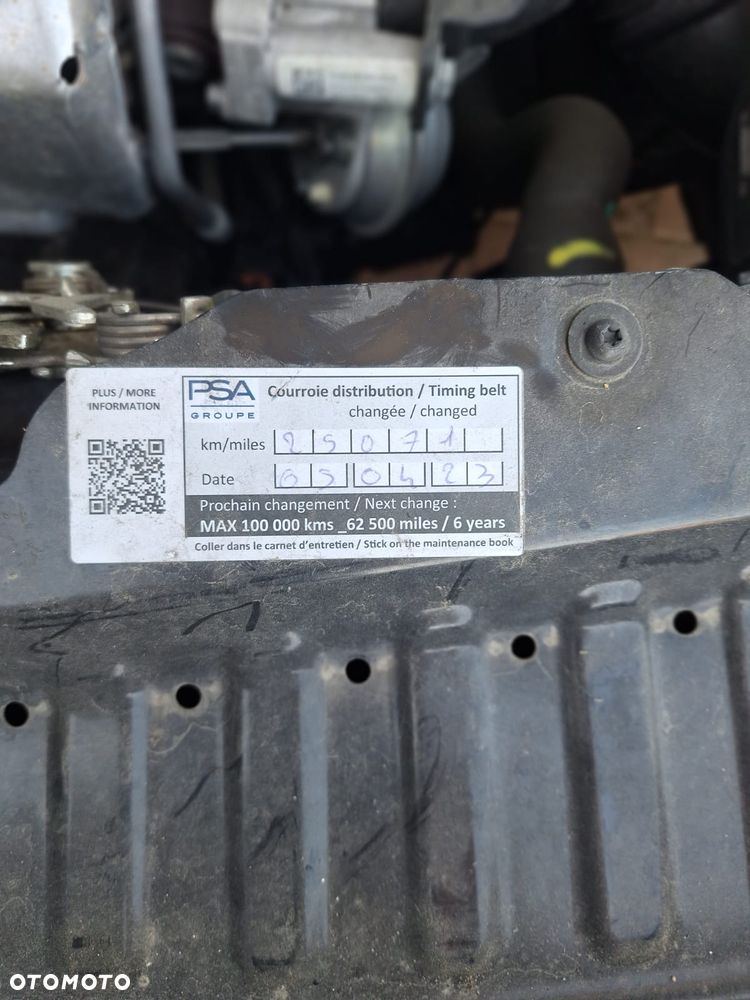 PLUS / MORE
INFORMATION
PSA
GROUPE
Courroie distribution / Timing belt
changée / changed
km/miles 25071
Date 050423
Prochain changement / Next change :
MAX 100 000 kms _62 500 miles / 6 years
Coller dans le carnet d'entretien / Stick on the maintenance book
OTOMOTO